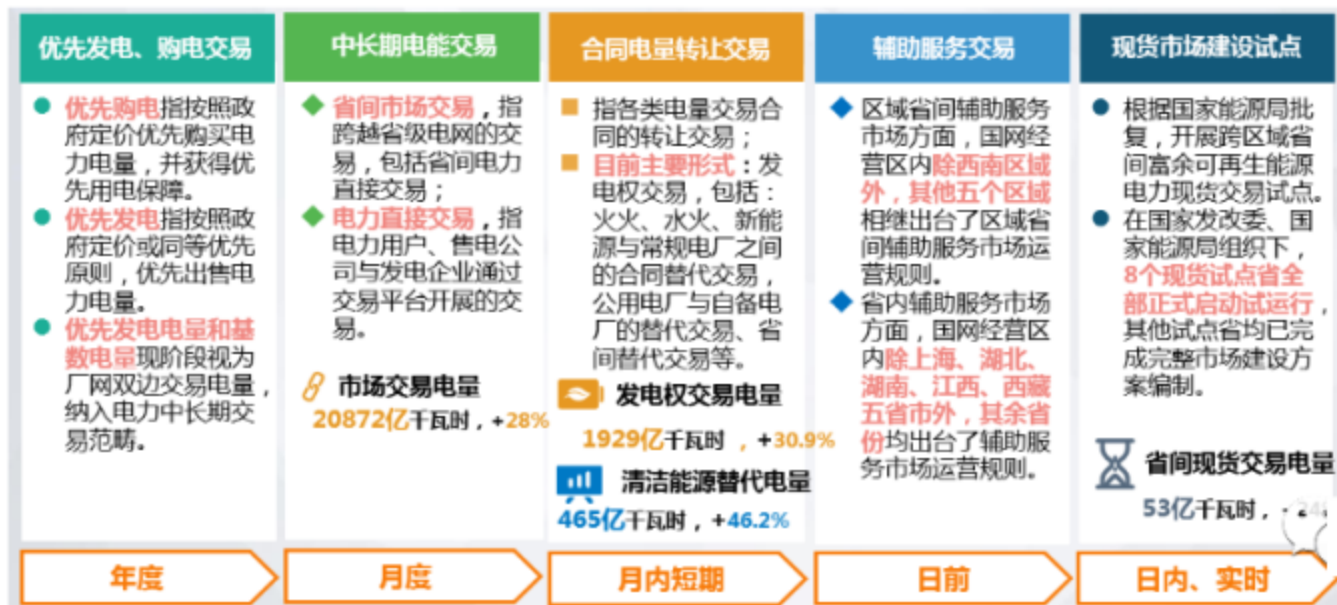 优先发电、购电交易
优先购电指按照政
府定价优先购买电
力电量，并获得优
先用电保障。
优先发电指按照政
府定价或同等优先
原则，优先出售电
力电量。
优先发电电量和基
数电量现阶段视为
厂网双边交易电量，
纳入电力中长期交
易范畴。
年度
中长期电能交易
省间市场交易，指
跨越省级电网的交
易，包括省间电力
直接交易；
电力直接交易，指
电力用户、售电公
司与发电企业通过
交易平台开展的交
易。
市场交易电量
20872亿千瓦时，+28%
月度
合同电量转让交易
指各类电量交易合
同的转让交易；
目前主要形式：发
电权交易，包括：
火火、水火、新能
源与常规电厂之间
的合同替代交易，
公用电厂与自备电
厂的替代交易、省
间替代交易等。
发电权交易电量
1929亿千瓦时，+30.9%
清洁能源替代电量
465亿千瓦时，+46.2%
月内短期
辅助服务交易
区域省间辅助服务
市场方面，国网经
营区内除西南区域
外，其他五个区域
相继出台了区域省
间辅助服务市场运
营规则。
省内辅助服务市场
方面，国网经营区
内除上海、湖北、
湖南、江西、西藏
五省市外，其余省
份均出台了辅助服
务市场运营规则。
日前
现货市场建设试点
根据国家能源局批
复，开展跨区域省
间富余可再生能源
电力现货交易试点。
在国家发改委、国
家能源局组织下，
8个现货试点省全
部正式启动试运行，
其他试点省均已完
成完整市场建设方
案编制。
省间现货交易电量
53亿千瓦时，
日内、实时